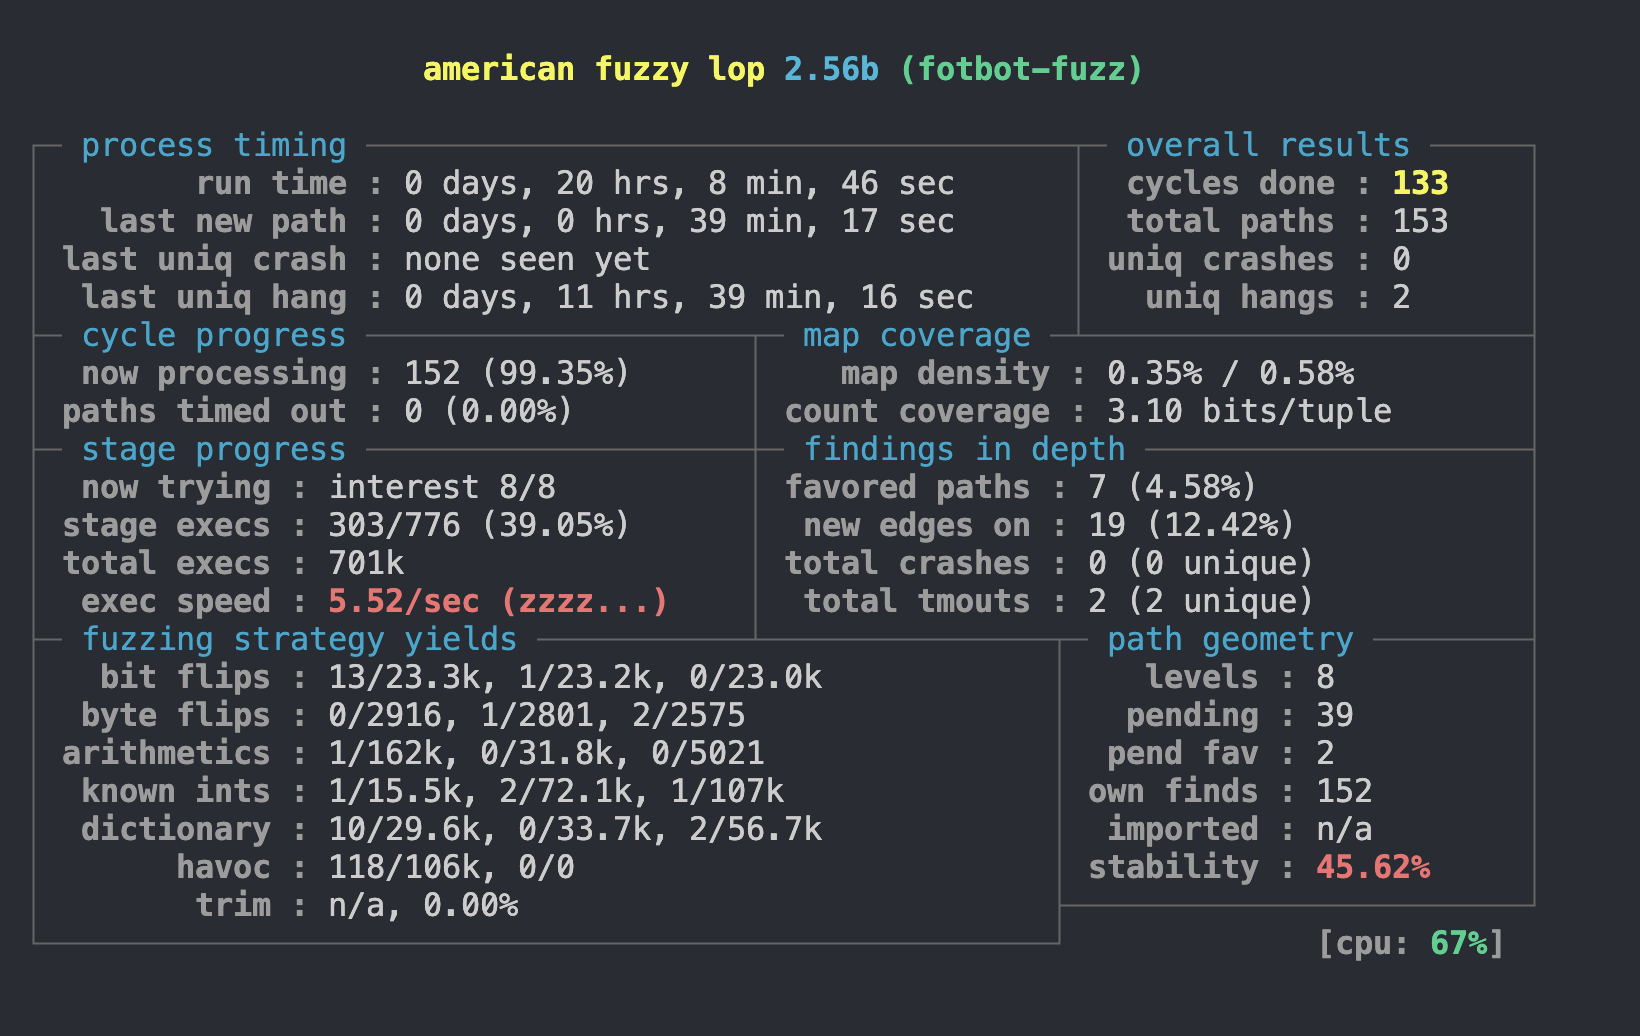 american fuzzy lop 2.56b (fotbot-fuzz)
process timing overall results
run time : 0 days, 20 hrs, 8 min, 46 sec cycles done : 133
last new path : 0 days, 0 hrs, 39 min, 17 sec total paths : 153
last uniq crash : none seen yet uniq crashes : 0
last uniq hang : 0 days, 11 hrs, 39 min, 16 sec uniq hangs : 2
cycle progress map coverage
now processing : 152 (99.35%) map density : 0.35% / 0.58%
paths timed out : 0 (0.00%) count coverage : 3.10 bits/tuple
stage progress findings in depth
now trying : interest 8/8 favored paths : 7 (4.58%)
stage execs : 303/776 (39.05%) new edges on : 19 (12.42%)
total execs : 701k total crashes : 0 (0 unique)
exec speed : 5.52/sec (zzzz...) total tmouts : 2 (2 unique)
fuzzing strategy yields path geometry
bit flips : 13/23.3k, 1/23.2k, 0/23.0k levels : 8
byte flips : 0/2916, 1/2801, 2/2575 pending : 39
arithmetics : 1/162k, 0/31.8k, 0/5021 pend fav : 2
known ints : 1/15.5k, 2/72.1k, 1/107k own finds : 152
dictionary : 10/29.6k, 0/33.7k, 2/56.7k imported : n/a
havoc : 118/106k, 0/0 stability : 45.62%
trim : n/a, 0.00%
[cpu: 67%]